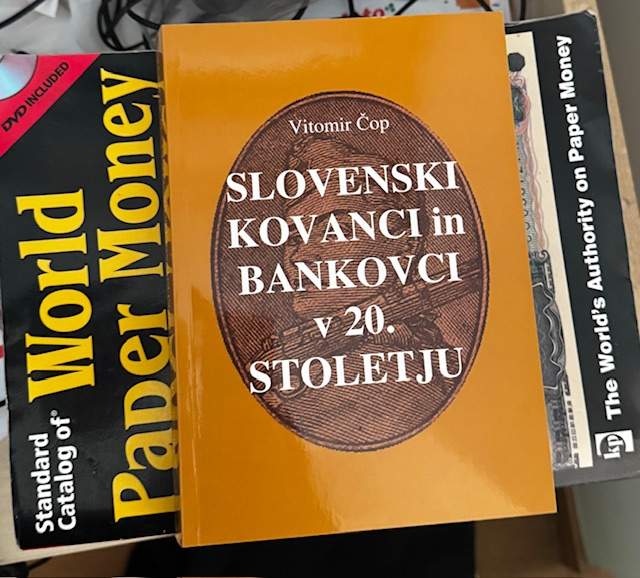 DVD INCLUDED
Standard
Catalog of®
World
Paper Money
Vitomir Čop
SLOVENSKI
KOVANCI in
BANKOVCI
v 20.
STOLETJU
kp
The World's Authority on Paper Money